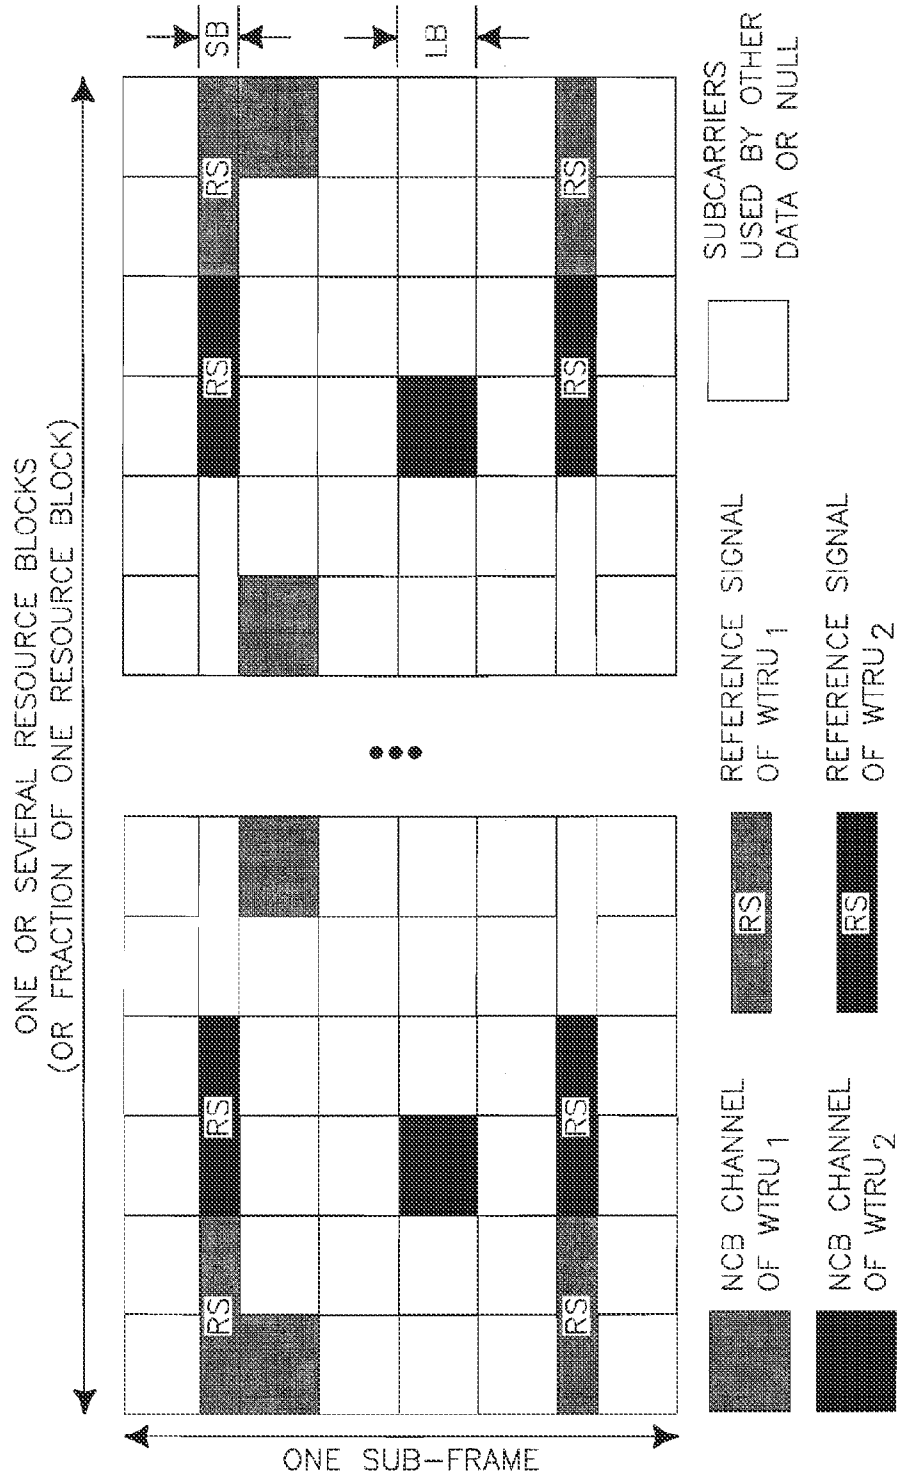 ONE OR SEVERAL RESOURCE BLOCKS
(OR FRACTION OF ONE RESOURCE BLOCK)
SB
LB
RS
RS
RS
RS
RS
RS
RS
RS
ONE SUB-FRAME
NCB CHANNEL
OF WTRU1
RS
REFERENCE SIGNAL
OF WTRU1
SUBCARRIERS
USED BY OTHER
DATA OR NULL
NCB CHANNEL
OF WTRU2
RS
REFERENCE SIGNAL
OF WTRU2